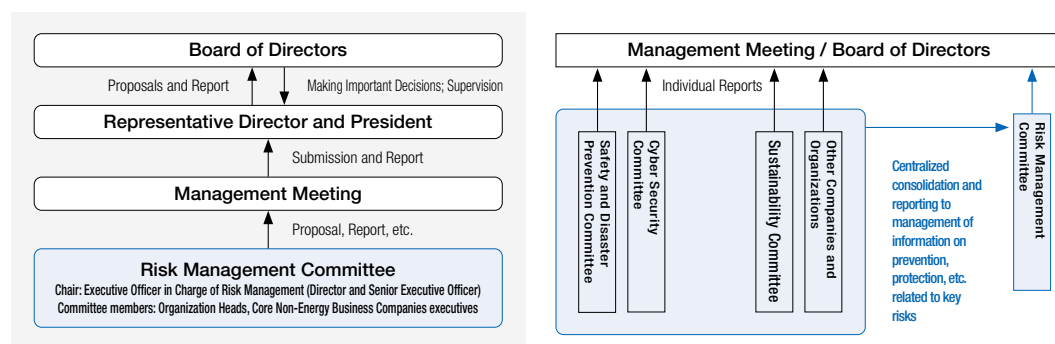 Board of Directors
Proposals and Report
Making Important Decisions; Supervision
Representative Director and President
Submission and Report
Management Meeting
Proposal, Report, etc.
Risk Management Committee
Chair: Executive Officer in Charge of Risk Management (Director and Senior Executive Officer)
Committee members: Organization Heads, Core Non-Energy Business Companies executives
Management Meeting / Board of Directors
Individual Reports
Safety and Disaster
Prevention Committee
Cyber Security
Committee
Sustainability Committee
Other Companies and
Organizations
Centralized
consolidation and
reporting to
management of
information on
prevention,
protection, etc.
related to key
risks
Risk Management
Committee